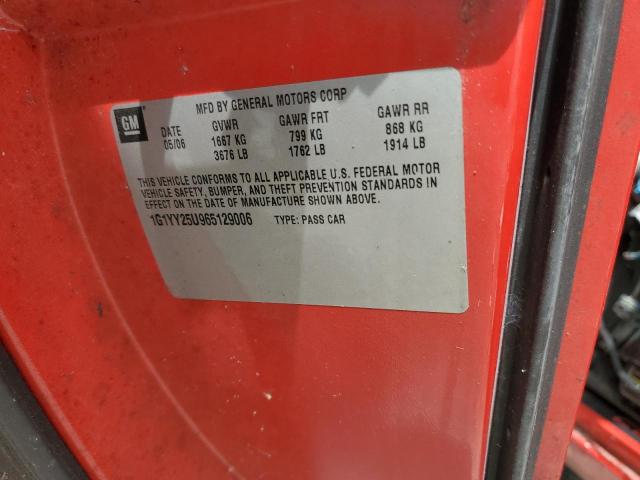 MFD BY GENERAL MOTORS CORP
GM DATE GVWR GAWR FRT GAWR RR
05/06 1667 KG 799 KG 868 KG
3676 LB 1762 LB 1914 LB
THIS VEHICLE CONFORMS TO ALL APPLICABLE U.S. FEDERAL MOTOR
VEHICLE SAFETY, BUMPER, AND THEFT PREVENTION STANDARDS IN
EFFECT ON THE DATE OF MANUFACTURE SHOWN ABOVE.
1G1YY25U965129006 TYPE: PASS CAR